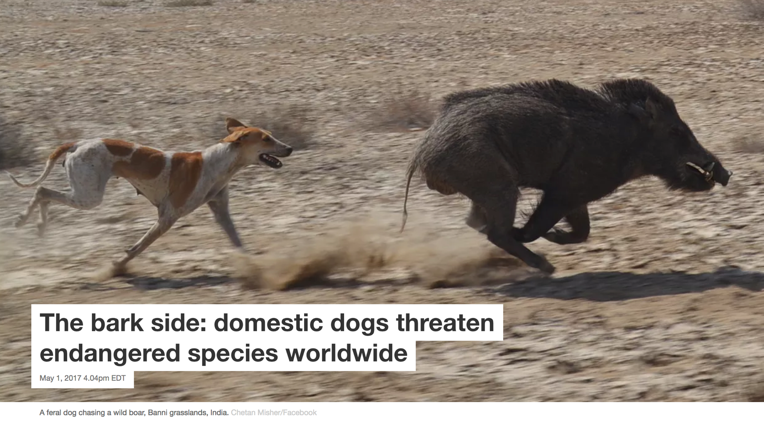 The bark side: domestic dogs threaten
endangered species worldwide
May 1, 2017 4.04pm EDT
A feral dog chasing a wild boar, Banni grasslands, India. Chetan Misher/Facebook